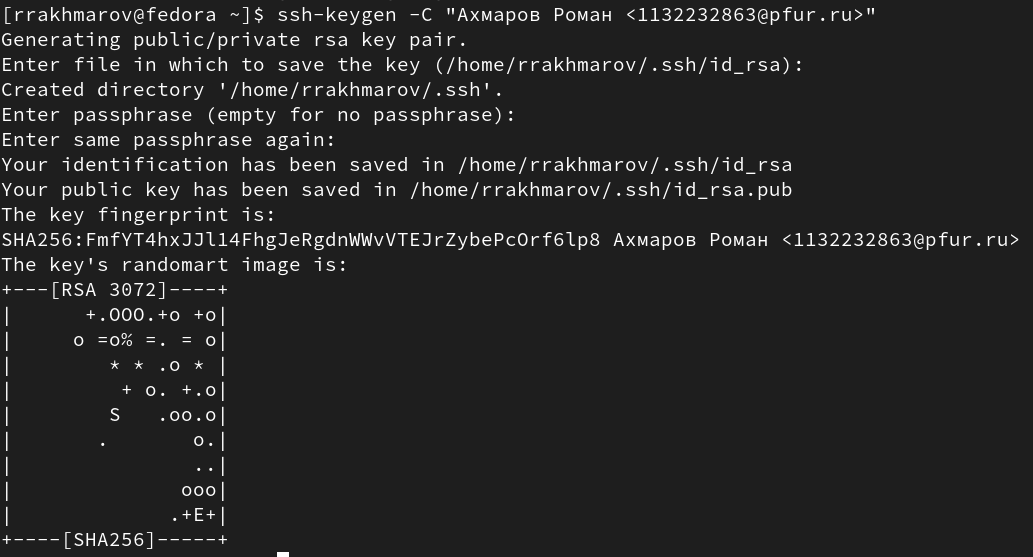 [rrakhmarov@fedora ~]$ ssh-keygen -C "Ахмаров Роман <1132232863@pfur.ru>"
Generating public/private rsa key pair.
Enter file in which to save the key (/home/rrakhmarov/.ssh/id_rsa):
Created directory '/home/rrakhmarov/.ssh'.
Enter passphrase (empty for no passphrase):
Enter same passphrase again:
Your identification has been saved in /home/rrakhmarov/.ssh/id_rsa
Your public key has been saved in /home/rrakhmarov/.ssh/id_rsa.pub
The key fingerprint is:
SHA256:FmfYT4hxJJl14FhgJeRgdnWWvVTEJrZybePcOrf6lp8 Ахмаров Роман <1132232863@pfur.ru>
The key's randomart image is:
+---[RSA 3072]----+
|      +.OOO.+o +o|
|     o =o% =. = o|
|        * * .o * |
|         + o. +.o|
|        S   .oo.o|
|       .       o.|
|               ..|
|              ooo|
|             .+E+|
+----[SHA256]-----+